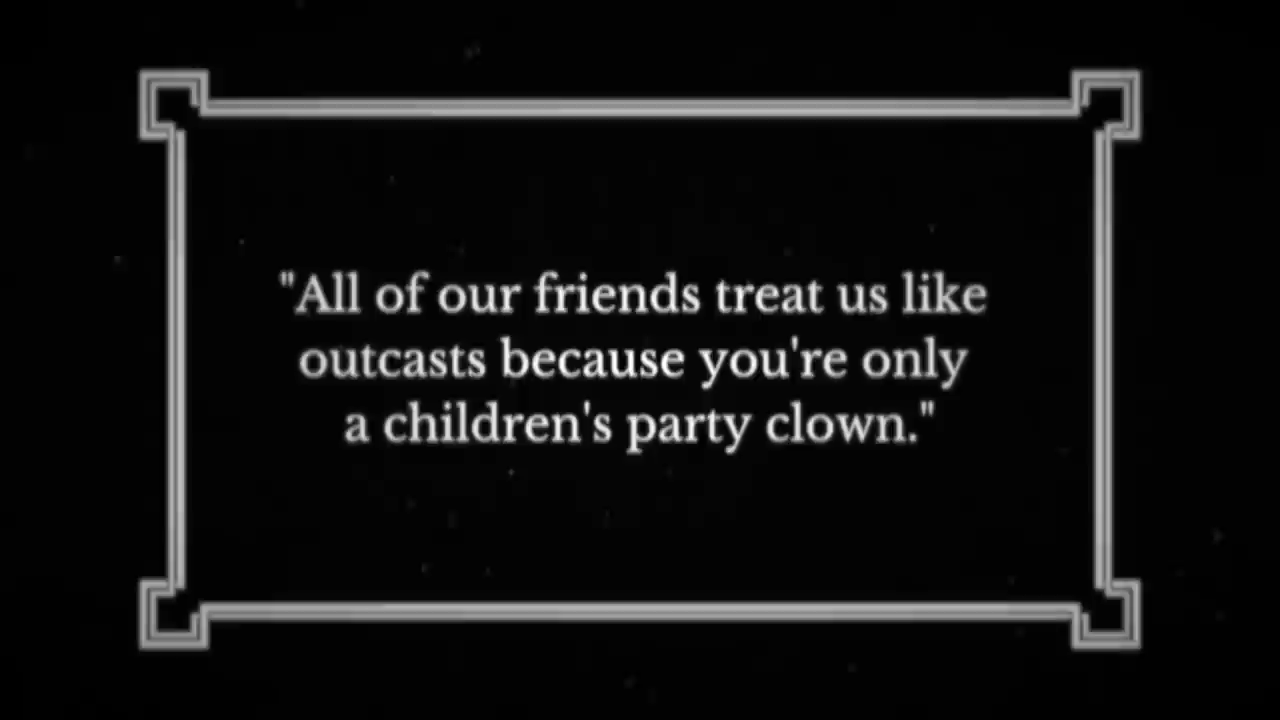 "All of our friends treat us like
outcasts because you're only
a children's party clown."